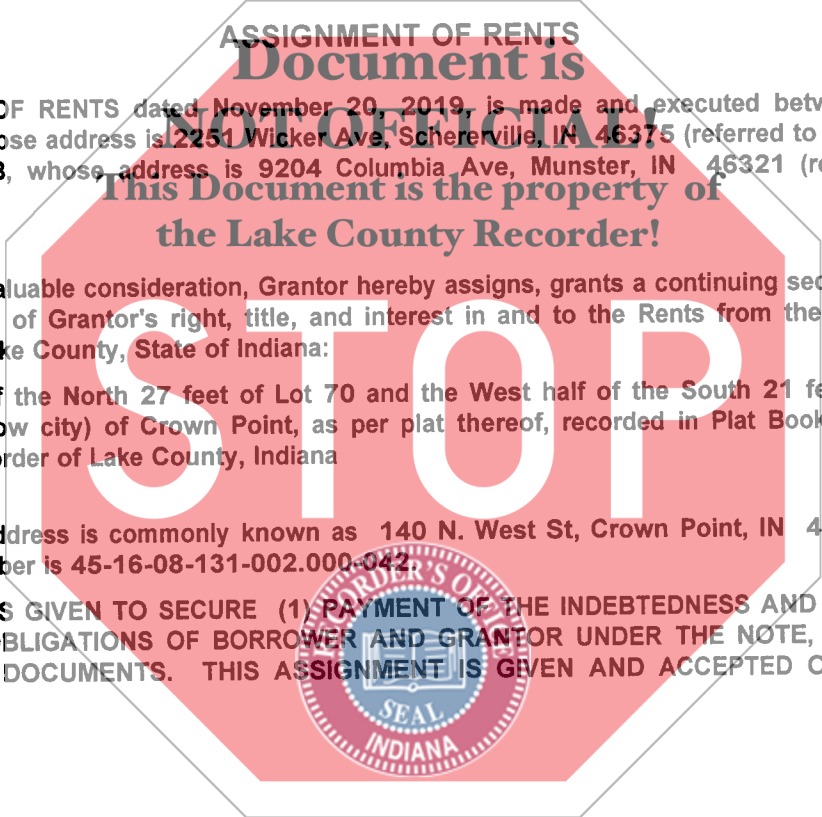 ASSIGNMENT OF RENTS
Document is
OF RENTS dated November 20, 2019, is made and executed betw
NOT OFFICIAL!
ose address is 2251 Wicker Ave, Schererville, IN 46375 (referred to
, whose address is 9204 Columbia Ave, Munster, IN 46321 (re
This Document is the property of
the Lake County Recorder!
aluable consideration, Grantor hereby assigns, grants a continuing sec
of Grantor's right, title, and interest in and to the Rents from the
ke County, State of Indiana:
STOP
f the North 27 feet of Lot 70 and the West half of the South 21 fe
ow city) of Crown Point, as per plat thereof, recorded in Plat Book
rder of Lake County, Indiana
ddress is commonly known as 140 N. West St, Crown Point, IN 4
ber is 45-16-08-131-002.000-042.
RECORDER'S OFFICE
S GIVEN TO SECURE (1) PAYMENT OF THE INDEBTEDNESS AND
BLIGATIONS OF BORROWER AND GRANTOR UNDER THE NOTE,
DOCUMENTS. THIS ASSIGNMENT IS GIVEN AND ACCEPTED O
SEAL
INDIANA